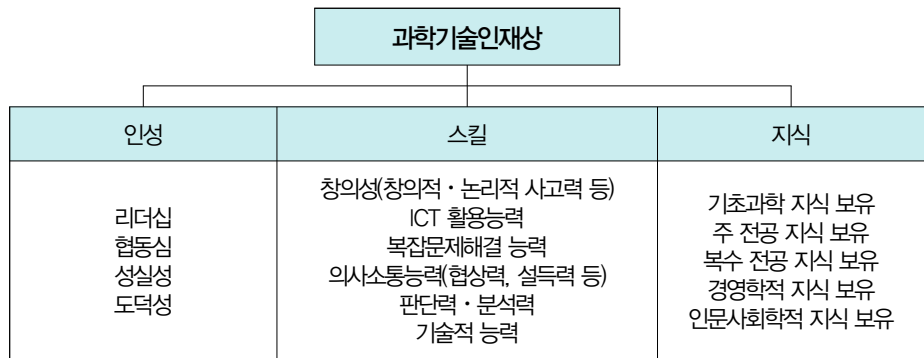 과학기술인재상
인성
스킬
지식
리더십
협동심
성실성
도덕성
창의성(창의적・논리적 사고력 등)
ICT 활용능력
복잡문제해결 능력
의사소통능력(협상력, 설득력 등)
판단력・분석력
기술적 능력
기초과학 지식 보유
주 전공 지식 보유
복수 전공 지식 보유
경영학적 지식 보유
인문사회학적 지식 보유